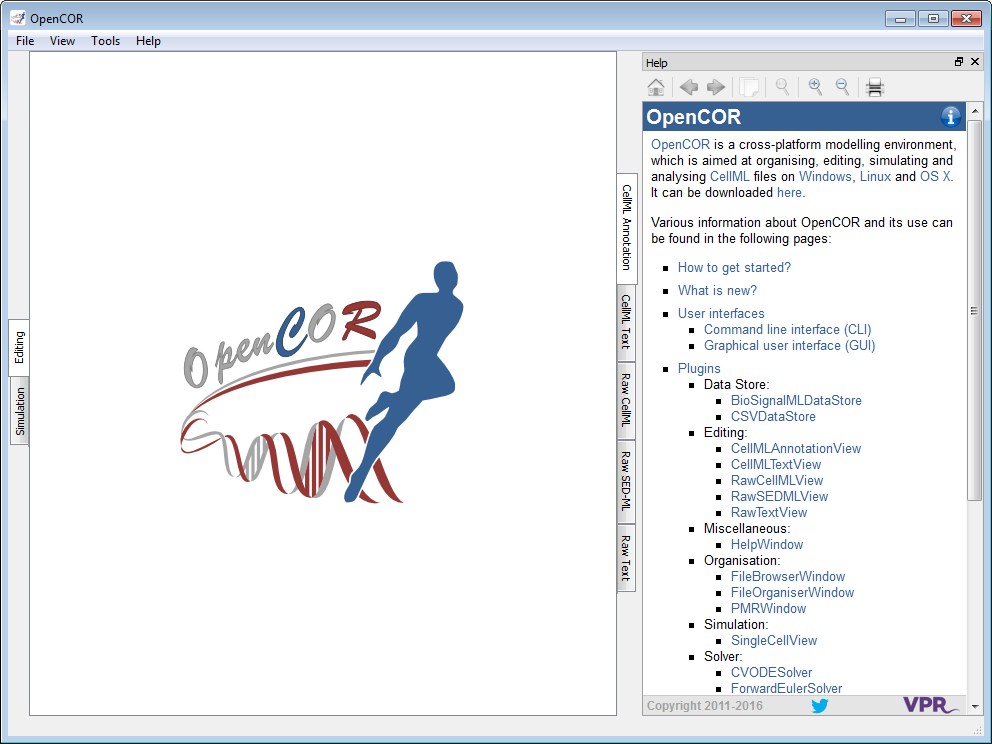 OpenCOR
File View Tools Help
Editing
Simulation
OpenCOR
CellML Annotation
CellML Text
Raw CellML
Raw SED-ML
Raw Text
Help
OpenCOR
OpenCOR is a cross-platform modelling environment,
which is aimed at organising, editing, simulating and
analysing CellML files on Windows, Linux and OS X.
It can be downloaded here.
Various information about OpenCOR and its use can
be found in the following pages:
How to get started?
What is new?
User interfaces
Command line interface (CLI)
Graphical user interface (GUI)
Plugins
Data Store:
BioSignalMLDataStore
CSVDataStore
Editing:
CellMLAnnotationView
CellMLTextView
RawCellMLView
RawSEDMLView
RawTextView
Miscellaneous:
HelpWindow
Organisation:
FileBrowserWindow
FileOrganiserWindow
PMRWindow
Simulation:
SingleCellView
Solver:
CVODESolver
ForwardEulerSolver
Copyright 2011-2016
VPR